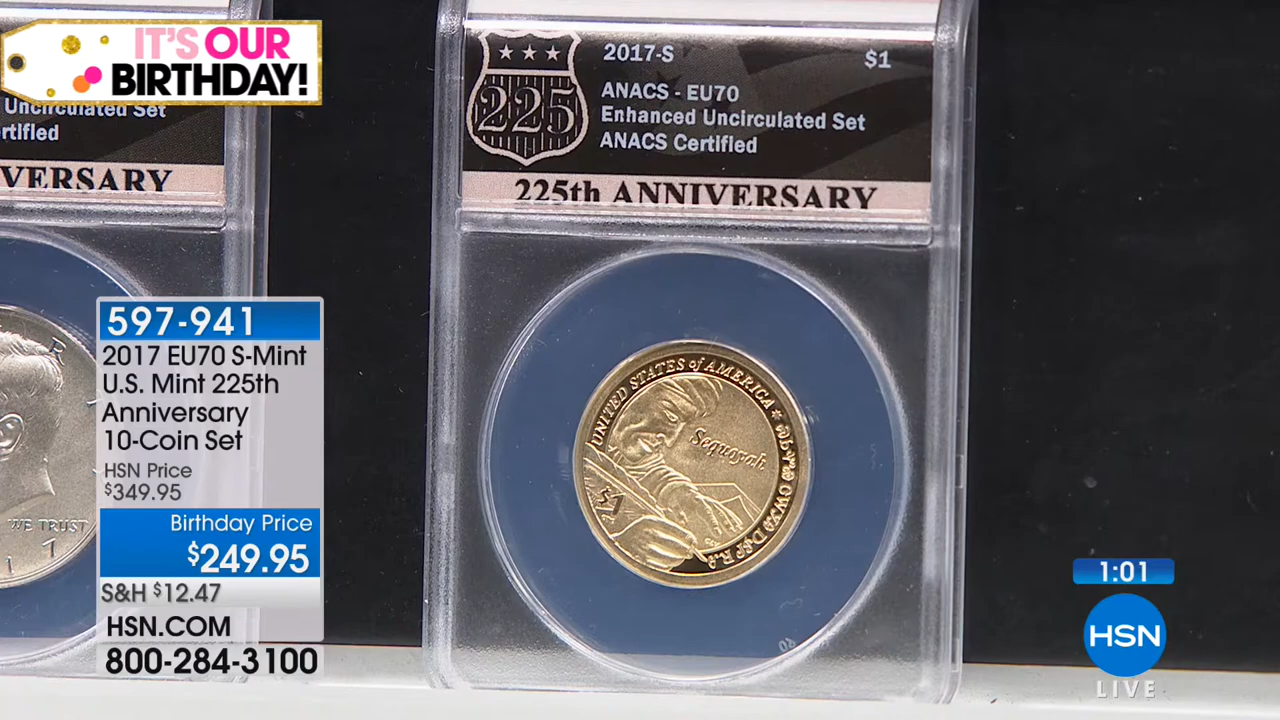 IT'S OUR
BIRTHDAY!
Uncirculated Set
rtified
VERSARY
WE TRUST
1 7
★ ★ ★
225
2017-S $1
ANACS - EU70
Enhanced Uncirculated Set
ANACS Certified
225th ANNIVERSARY
UNITED STATES of AMERICA
Sequoyah
$1
597-941
2017 EU70 S-Mint
U.S. Mint 225th
Anniversary
10-Coin Set
HSN Price
$349.95
Birthday Price
$249.95
S&H $12.47
HSN.COM
800-284-3100
1:01
HSN
LIVE